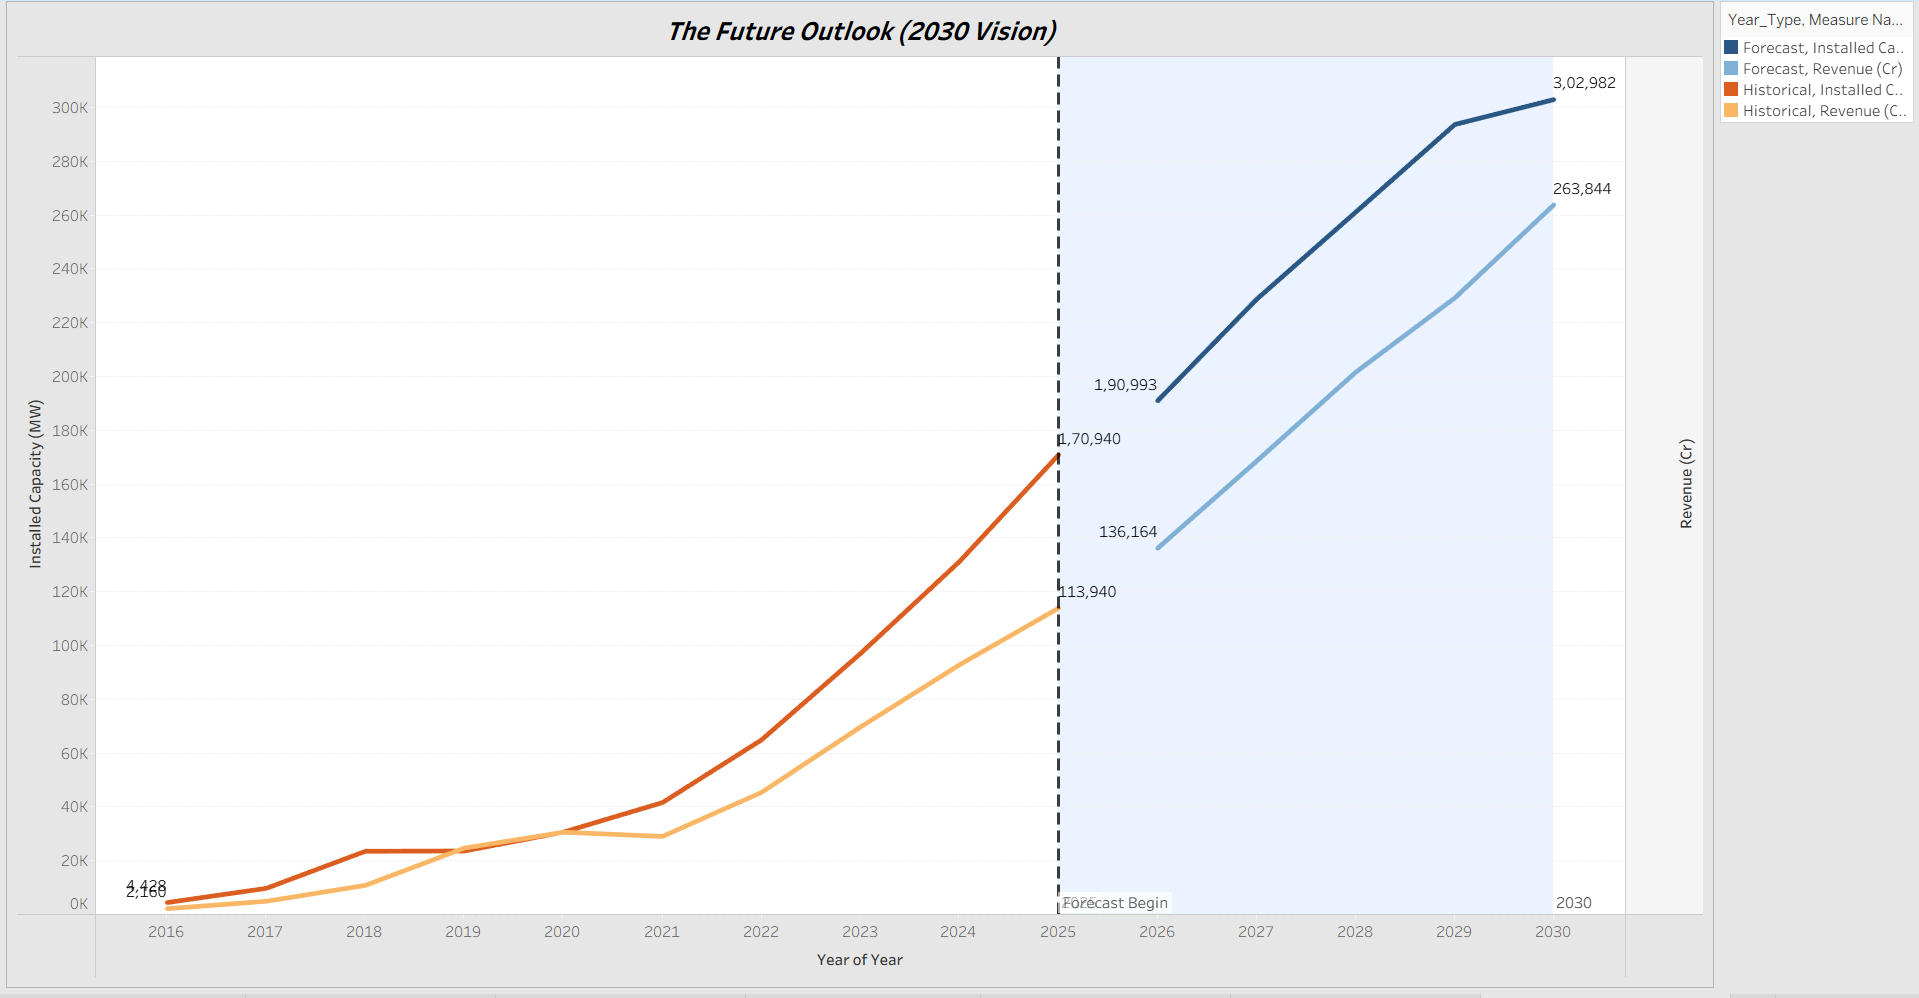 The Future Outlook (2030 Vision)
Year_Type, Measure Na...
Forecast, Installed Ca..
Forecast, Revenue (Cr)
Historical, Installed C..
Historical, Revenue (C..
300K
280K
260K
240K
220K
200K
180K
160K
140K
120K
100K
80K
60K
40K
20K
0K
Installed Capacity (MW)
3,02,982
263,844
1,90,993
1,70,940
136,164
113,940
4,428
2,160
Forecast Begin
2030
Revenue (Cr)
2016 2017 2018 2019 2020 2021 2022 2023 2024 2025 2026 2027 2028 2029 2030
Year of Year